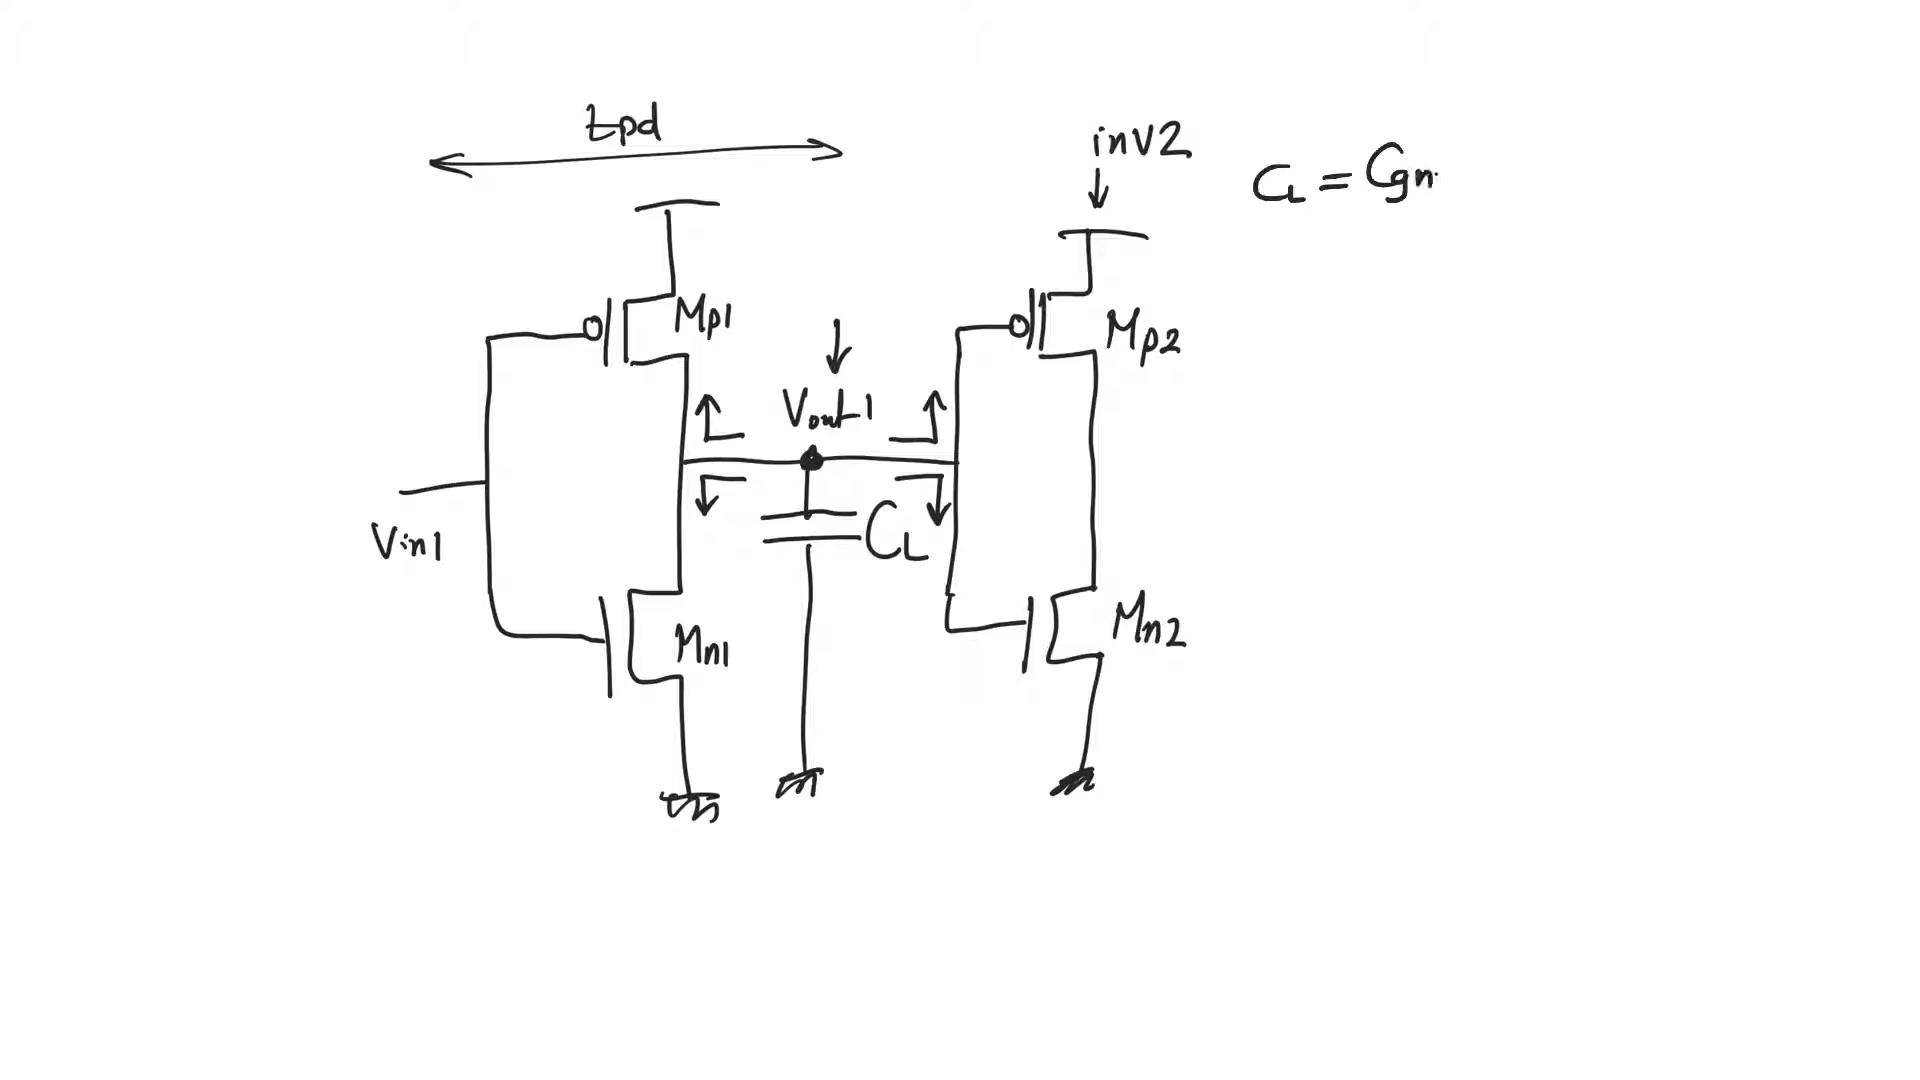 tpd
inv2
CL = Cgn
Mp1
Mp2
Vout1
Vin1
CL
Mn1
Mn2